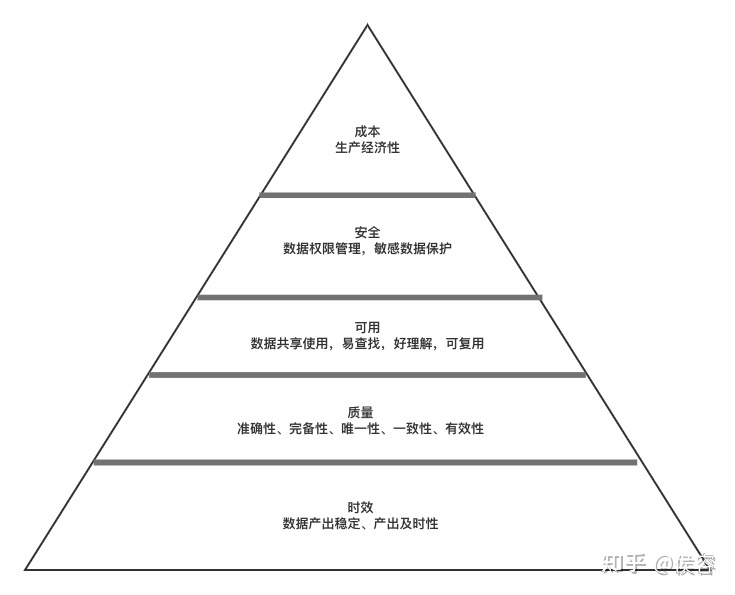 成本
生产经济性
安全
数据权限管理，敏感数据保护
可用
数据共享使用，易查找，好理解，可复用
质量
准确性、完备性、唯一性、一致性、有效性
时效
数据产出稳定、产出及时性
知乎 @侯容